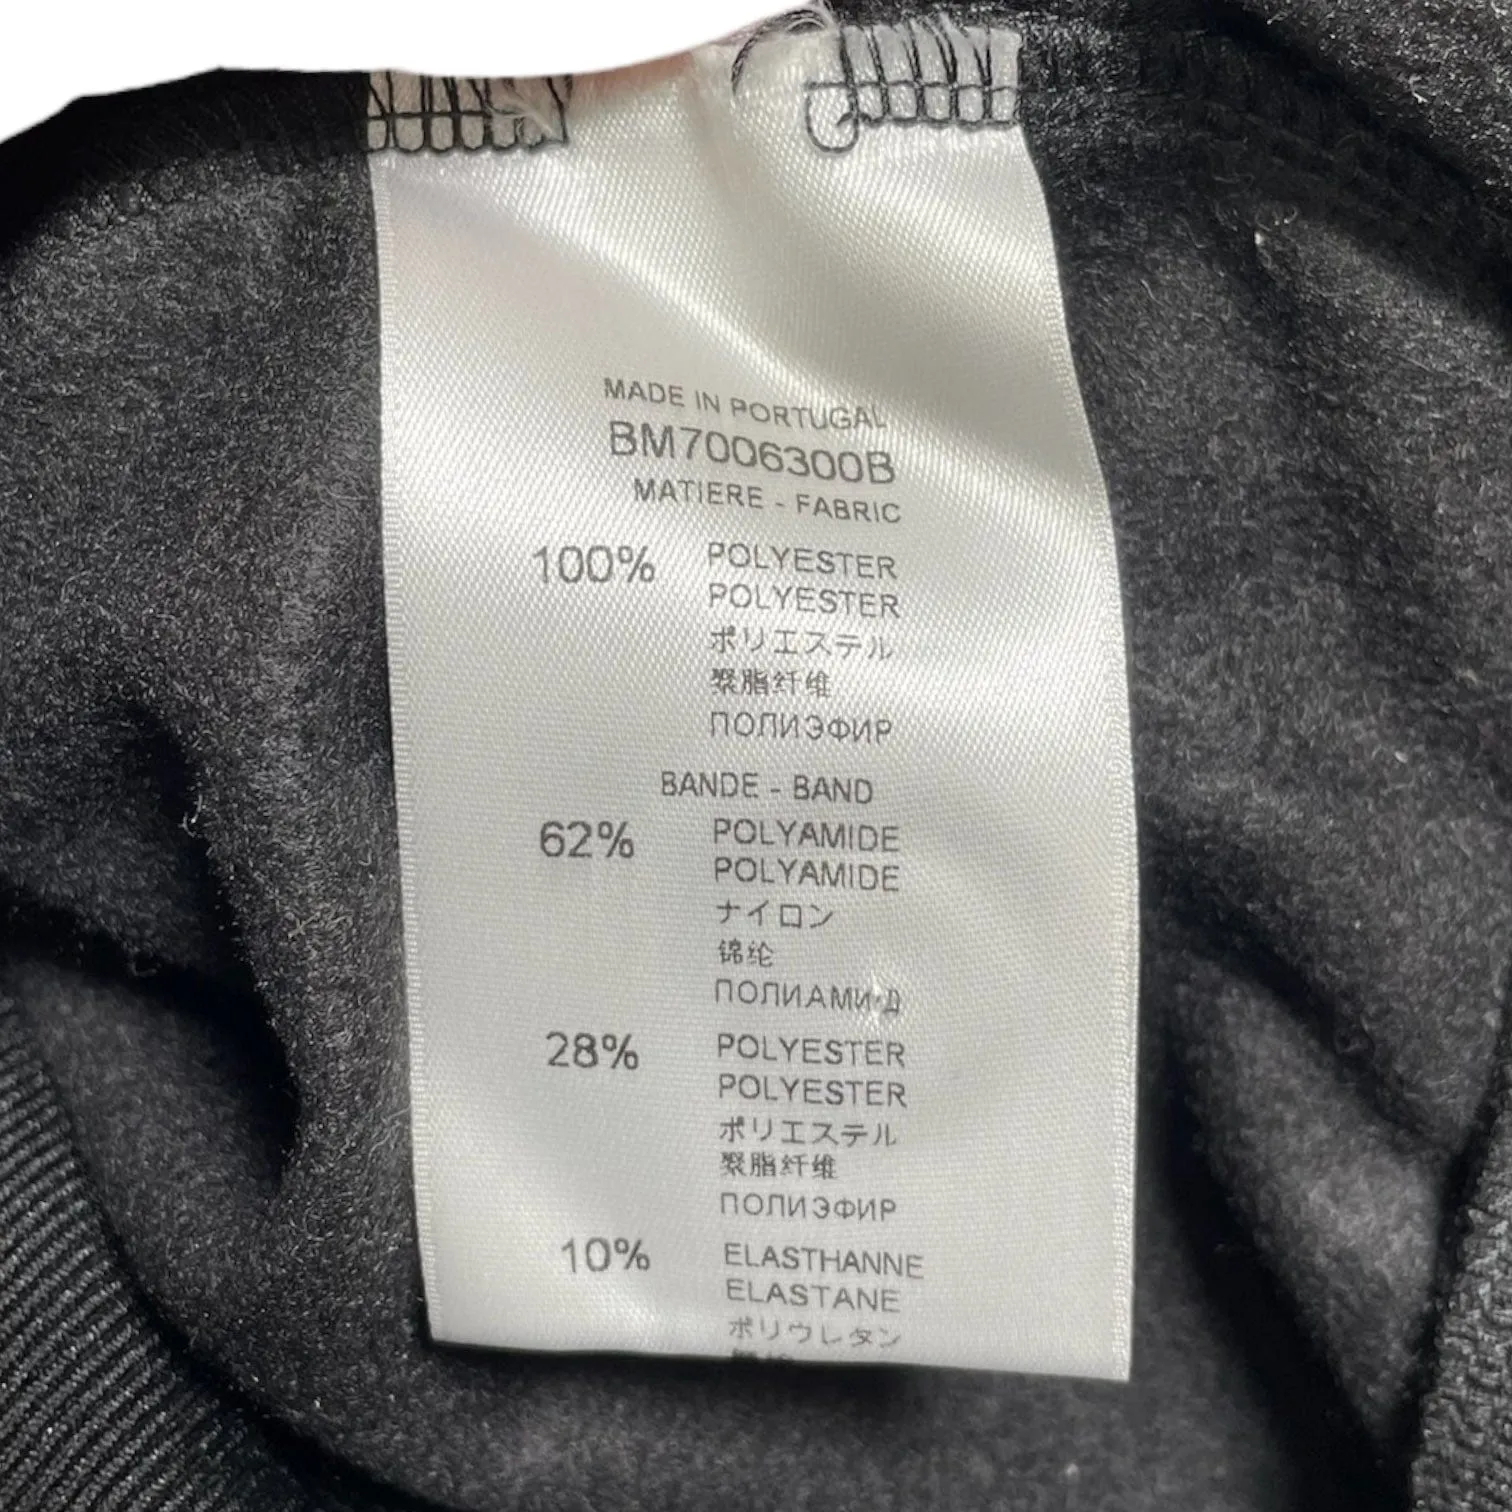 MADE IN PORTUGAL
BM7006300B
MATIERE - FABRIC
100% POLYESTER
POLYESTER
ポリエステル
聚脂纤维
ПОЛИЭФИР
BANDE - BAND
62% POLYAMIDE
POLYAMIDE
ナイロン
锦纶
ПОЛИАМИД
28% POLYESTER
POLYESTER
ポリエステル
聚脂纤维
ПОЛИЭФИР
10% ELASTHANNE
ELASTANE
ポリウレタン